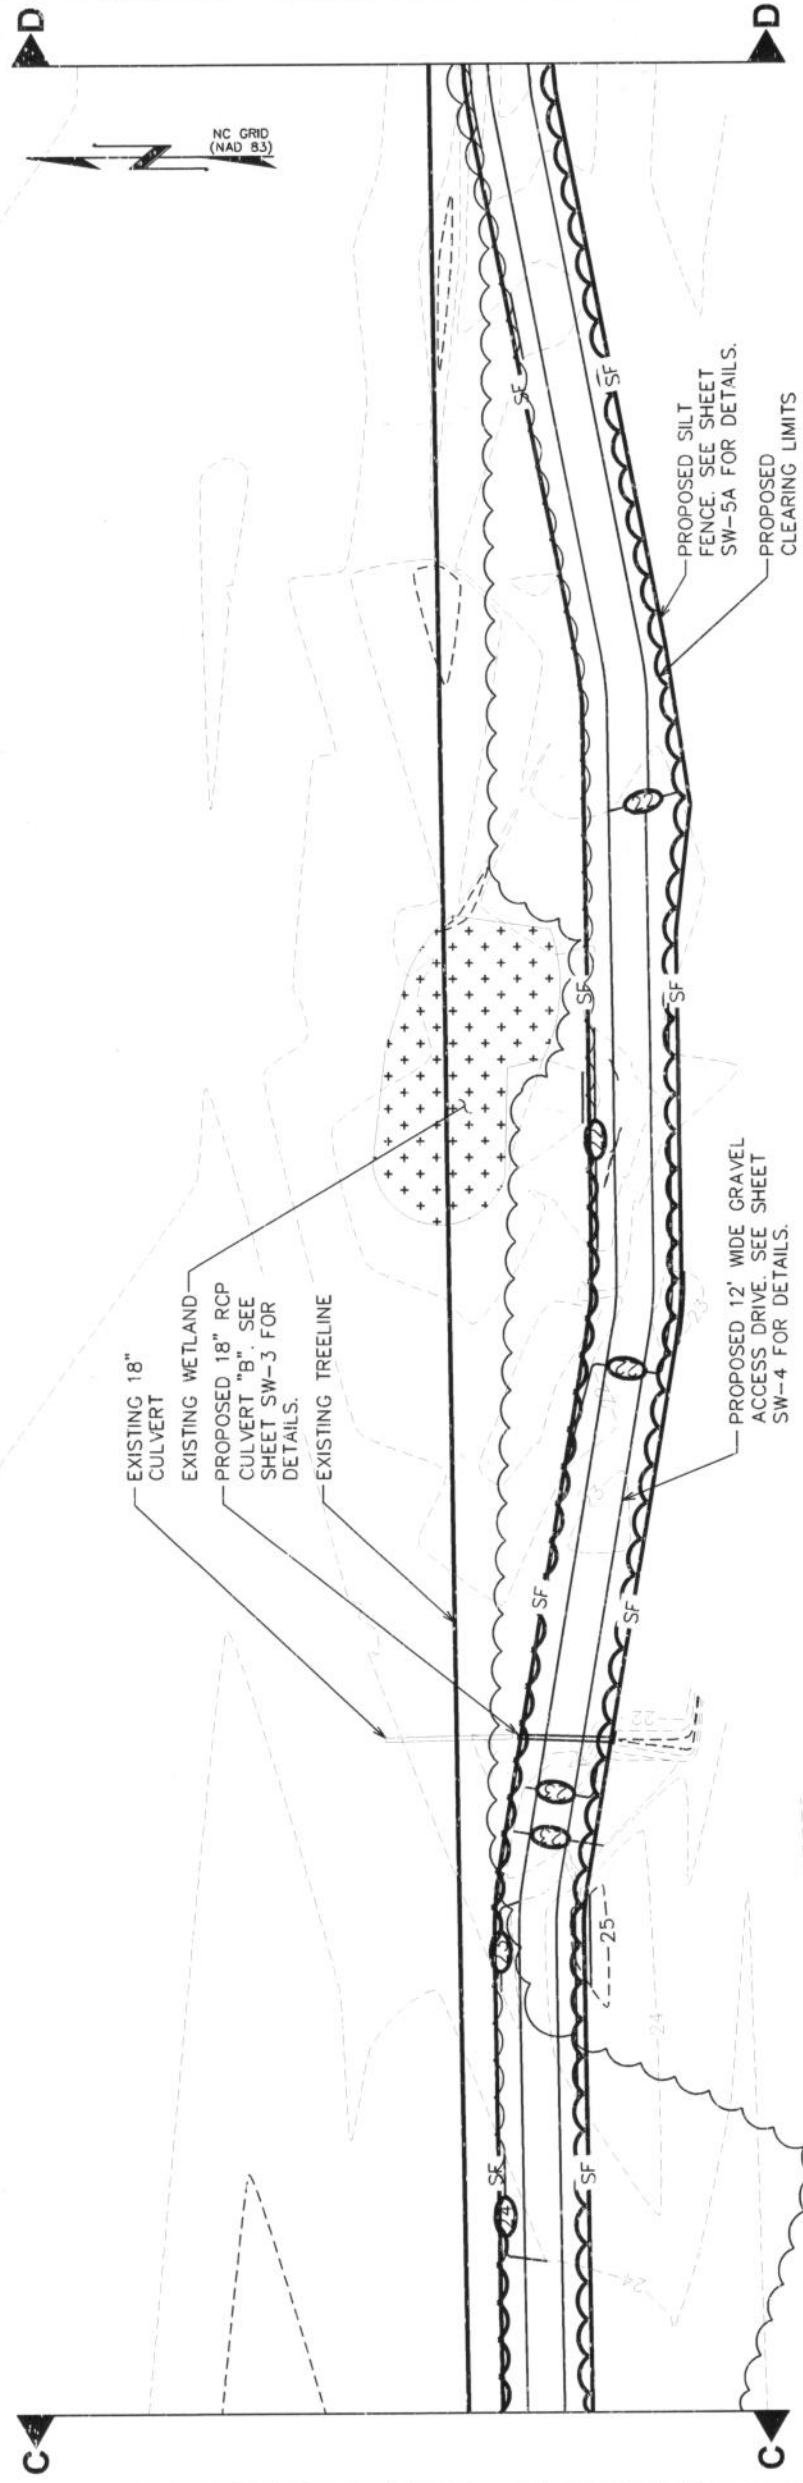 D
D
NC GRID
(NAD 83)
EXISTING 18"
CULVERT
EXISTING WETLAND
PROPOSED 18" RCP
CULVERT "B". SEE
SHEET SW-3 FOR
DETAILS.
EXISTING TREELINE
PROPOSED SILT
FENCE. SEE SHEET
SW-5A FOR DETAILS.
PROPOSED
CLEARING LIMITS
PROPOSED 12' WIDE GRAVEL
ACCESS DRIVE. SEE SHEET
SW-4 FOR DETAILS.
SF
SF
SF
SF
SF
SF
SF
SF
22
22
22
23
23
22
23
24
25
24
24
C
C